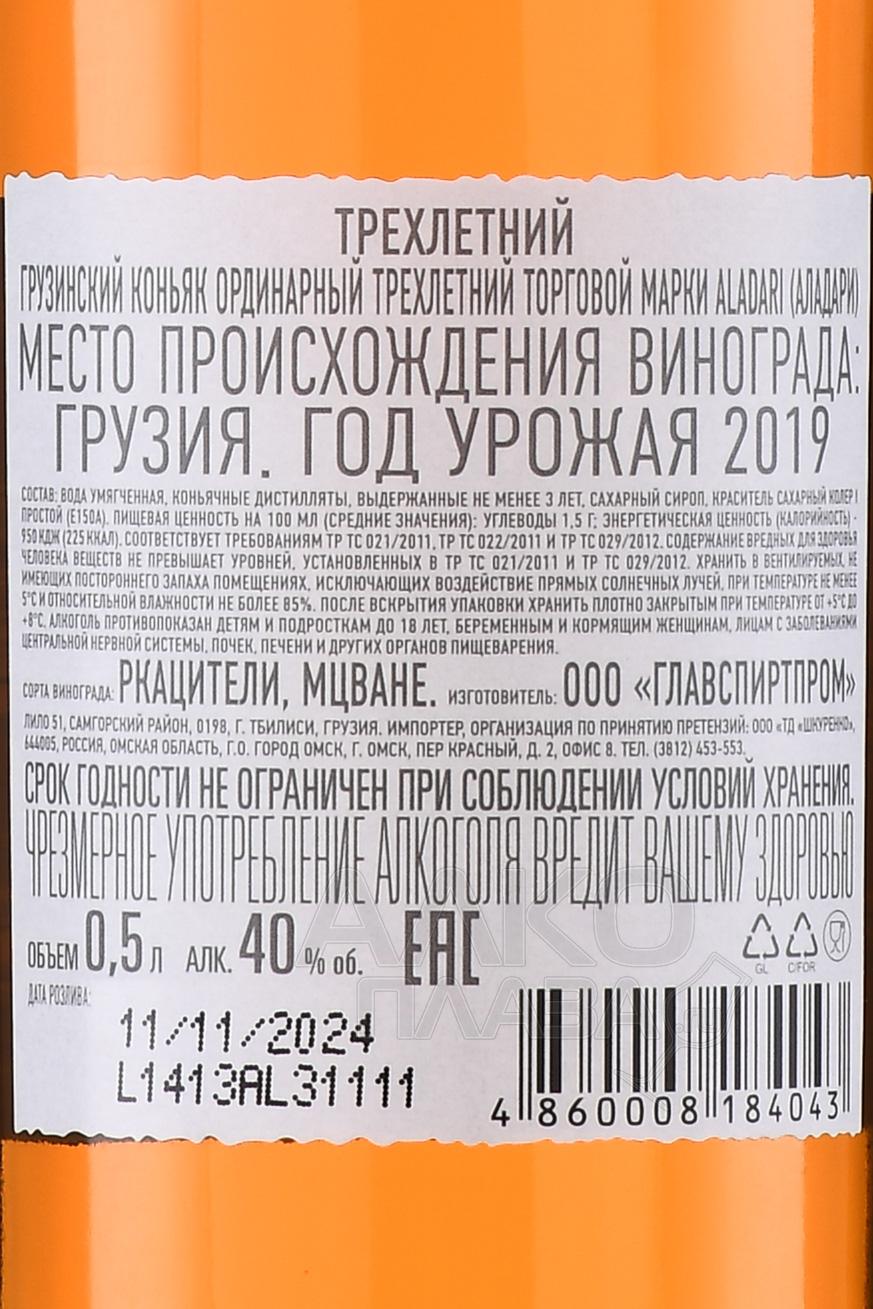 ТРЕХЛЕТНИЙ
ГРУЗИНСКИЙ КОНЬЯК ОРДИНАРНЫЙ ТРЕХЛЕТНИЙ ТОРГОВОЙ МАРКИ ALADARI (АЛАДАРИ)
МЕСТО ПРОИСХОЖДЕНИЯ ВИНОГРАДА:
ГРУЗИЯ. ГОД УРОЖАЯ 2019
СОСТАВ: ВОДА УМЯГЧЕННАЯ, КОНЬЯЧНЫЕ ДИСТИЛЛЯТЫ, ВЫДЕРЖАННЫЕ НЕ МЕНЕЕ 3 ЛЕТ, САХАРНЫЙ СИРОП, КРАСИТЕЛЬ САХАРНЫЙ КОЛЕР I
ПРОСТОЙ (Е150А). ПИЩЕВАЯ ЦЕННОСТЬ НА 100 МЛ (СРЕДНИЕ ЗНАЧЕНИЯ): УГЛЕВОДЫ 1,5 Г; ЭНЕРГЕТИЧЕСКАЯ ЦЕННОСТЬ (КАЛОРИЙНОСТЬ) -
950 КДЖ (225 ККАЛ). СООТВЕТСТВУЕТ ТРЕБОВАНИЯМ ТР ТС 021/2011, ТР ТС 022/2011 И ТР ТС 029/2012. СОДЕРЖАНИЕ ВРЕДНЫХ ДЛЯ ЗДОРОВЬЯ
ЧЕЛОВЕКА ВЕЩЕСТВ НЕ ПРЕВЫШАЕТ УРОВНЕЙ, УСТАНОВЛЕННЫХ В ТР ТС 021/2011 И ТР ТС 029/2012. ХРАНИТЬ В ВЕНТИЛИРУЕМЫХ, НЕ
ИМЕЮЩИХ ПОСТОРОННЕГО ЗАПАХА ПОМЕЩЕНИЯХ, ИСКЛЮЧАЮЩИХ ВОЗДЕЙСТВИЕ ПРЯМЫХ СОЛНЕЧНЫХ ЛУЧЕЙ, ПРИ ТЕМПЕРАТУРЕ НЕ МЕНЕЕ
5°С И ОТНОСИТЕЛЬНОЙ ВЛАЖНОСТИ НЕ БОЛЕЕ 85%. ПОСЛЕ ВСКРЫТИЯ УПАКОВКИ ХРАНИТЬ ПЛОТНО ЗАКРЫТЫМ ПРИ ТЕМПЕРАТУРЕ ОТ +5°С ДО
+8°С. АЛКОГОЛЬ ПРОТИВОПОКАЗАН ДЕТЯМ И ПОДРОСТКАМ ДО 18 ЛЕТ, БЕРЕМЕННЫМ И КОРМЯЩИМ ЖЕНЩИНАМ, ЛИЦАМ С ЗАБОЛЕВАНИЯМИ
ЦЕНТРАЛЬНОЙ НЕРВНОЙ СИСТЕМЫ, ПОЧЕК, ПЕЧЕНИ И ДРУГИХ ОРГАНОВ ПИЩЕВАРЕНИЯ.
СОРТА ВИНОГРАДА: РКАЦИТЕЛИ, МЦВАНЕ. ИЗГОТОВИТЕЛЬ: ООО «ГЛАВСПИРТПРОМ»
ЛИЛО 51, САМГОРСКИЙ РАЙОН, 0198, Г. ТБИЛИСИ, ГРУЗИЯ. ИМПОРТЕР, ОРГАНИЗАЦИЯ ПО ПРИНЯТИЮ ПРЕТЕНЗИЙ: ООО «ТД «ШКУРЕНКО»,
644005, РОССИЯ, ОМСКАЯ ОБЛАСТЬ, Г.О. ГОРОД ОМСК, Г. ОМСК, ПЕР КРАСНЫЙ, Д. 2, ОФИС 8. ТЕЛ. (3812) 453-553.
СРОК ГОДНОСТИ НЕ ОГРАНИЧЕН ПРИ СОБЛЮДЕНИИ УСЛОВИЙ ХРАНЕНИЯ.
ЧРЕЗМЕРНОЕ УПОТРЕБЛЕНИЕ АЛКОГОЛЯ ВРЕДИТ ВАШЕМУ ЗДОРОВЬЮ
ОБЪЕМ 0,5 Л АЛК. 40 % об. ЕАС
GL C/FOR
ДАТА РОЗЛИВА:
11/11/2024
L1413AL31111
4 860008 184043
АЛКО
ПЛАВА.ru